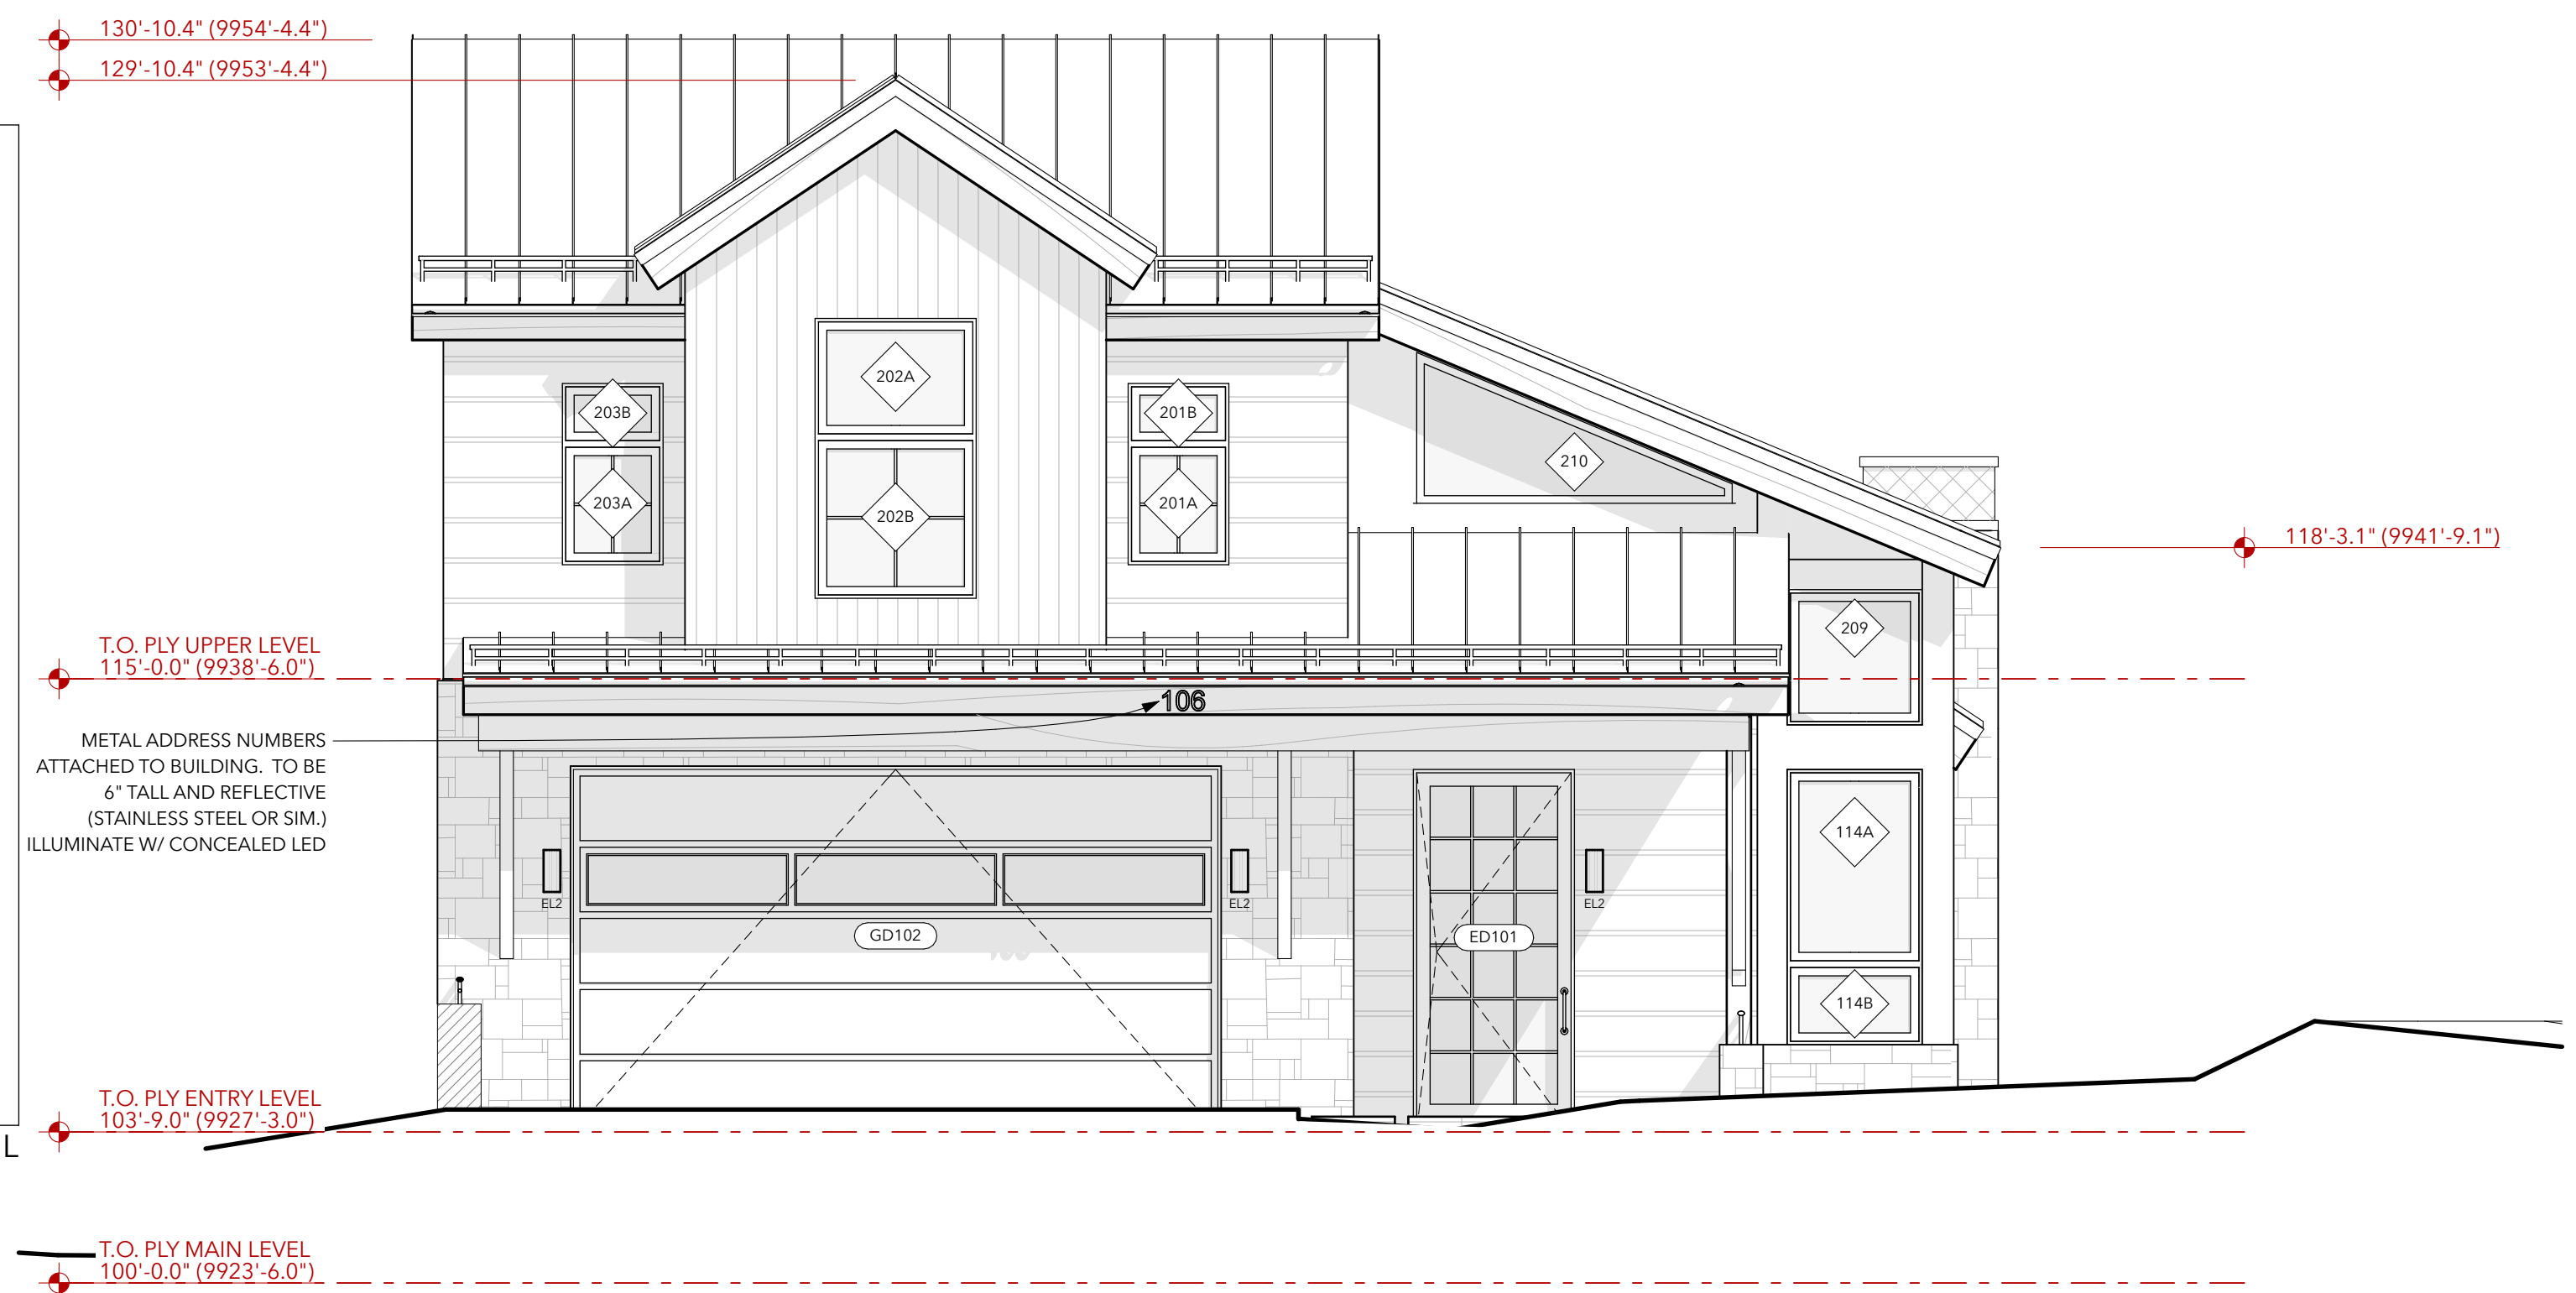 130'-10.4" (9954'-4.4")
129'-10.4" (9953'-4.4")
202A
203B
201B
210
203A
202B
201A
118'-3.1" (9941'-9.1")
209
T.O. PLY UPPER LEVEL
115'-0.0" (9938'-6.0")
106
METAL ADDRESS NUMBERS
ATTACHED TO BUILDING. TO BE
6" TALL AND REFLECTIVE
(STAINLESS STEEL OR SIM.)
ILLUMINATE W/ CONCEALED LED
114A
EL2
EL2
EL2
GD102
ED101
114B
T.O. PLY ENTRY LEVEL
103'-9.0" (9927'-3.0")
L
T.O. PLY MAIN LEVEL
100'-0.0" (9923'-6.0")